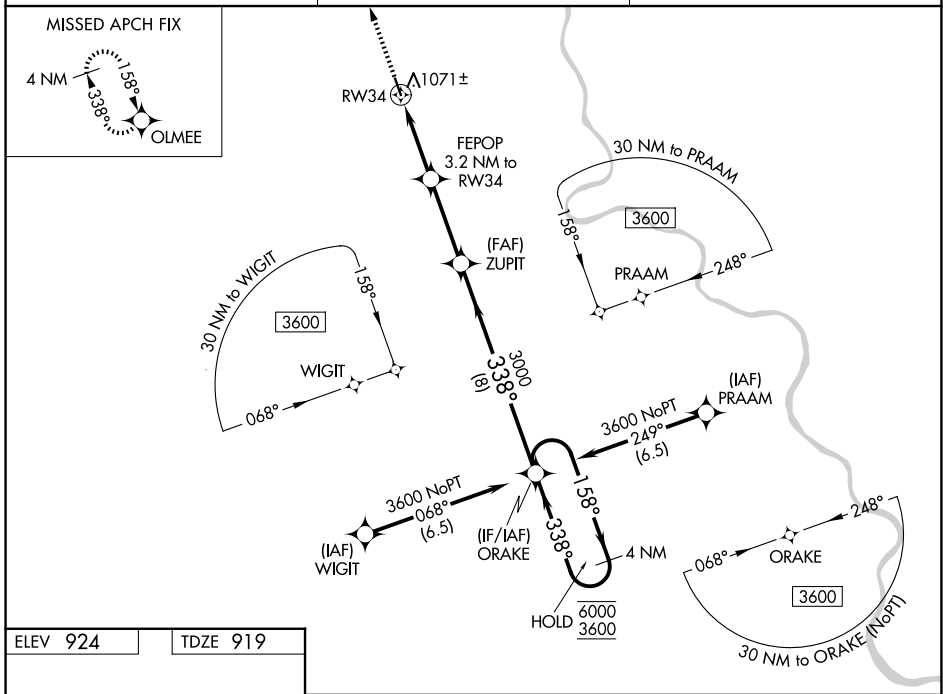 MISSED APCH FIX
4 NM
158°
338°
OLMEE
RW34
1071±
FEPOP
3.2 NM to
RW34
(FAF)
ZUPIT
30 NM to PRAAM
3600
158°
PRAAM
248°
30 NM to WIGIT
3600
158°
WIGIT
068°
3000
338°
(8)
(IAF)
PRAAM
3600 NoPT
249°
(6.5)
3600 NoPT
068°
(6.5)
(IAF)
WIGIT
(IF/IAF)
ORAKE
158°
338°
4 NM
HOLD
6000
3600
248°
068°
ORAKE
3600
30 NM to ORAKE (NoPT)
ELEV 924
TDZE 919